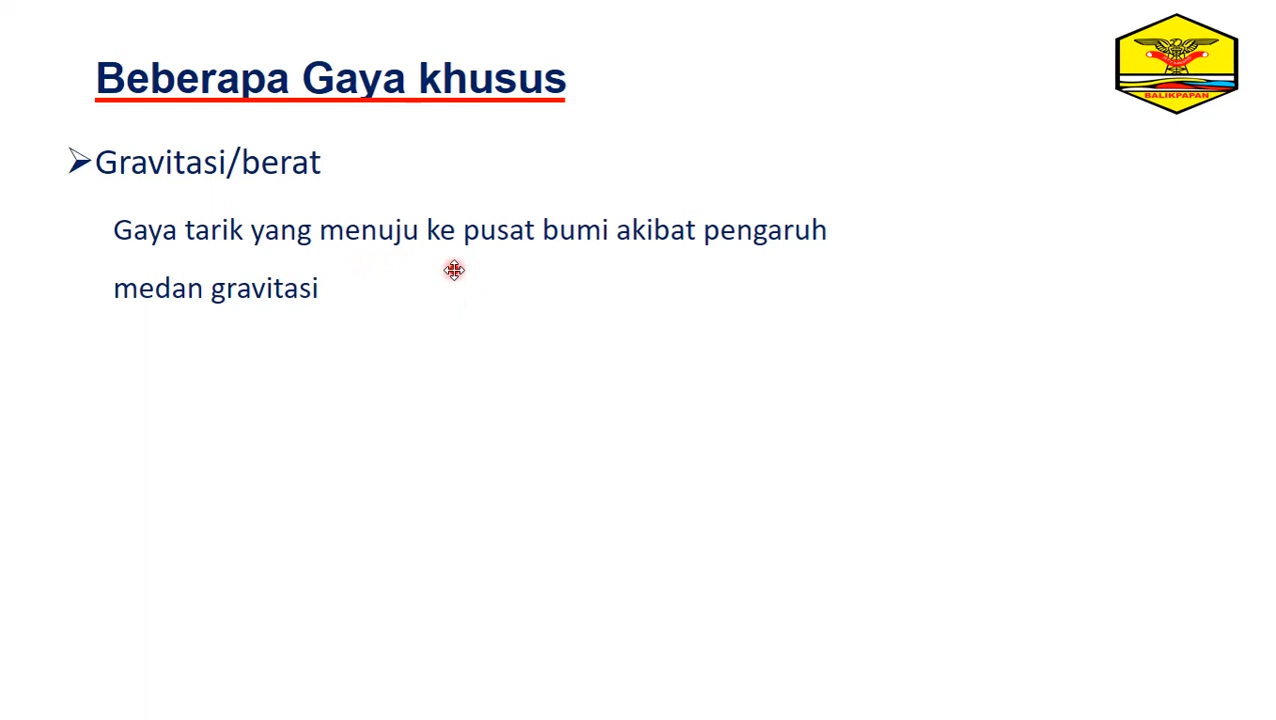 Beberapa Gaya khusus
BALIKPAPAN
➢Gravitasi/berat
Gaya tarik yang menuju ke pusat bumi akibat pengaruh
medan gravitasi